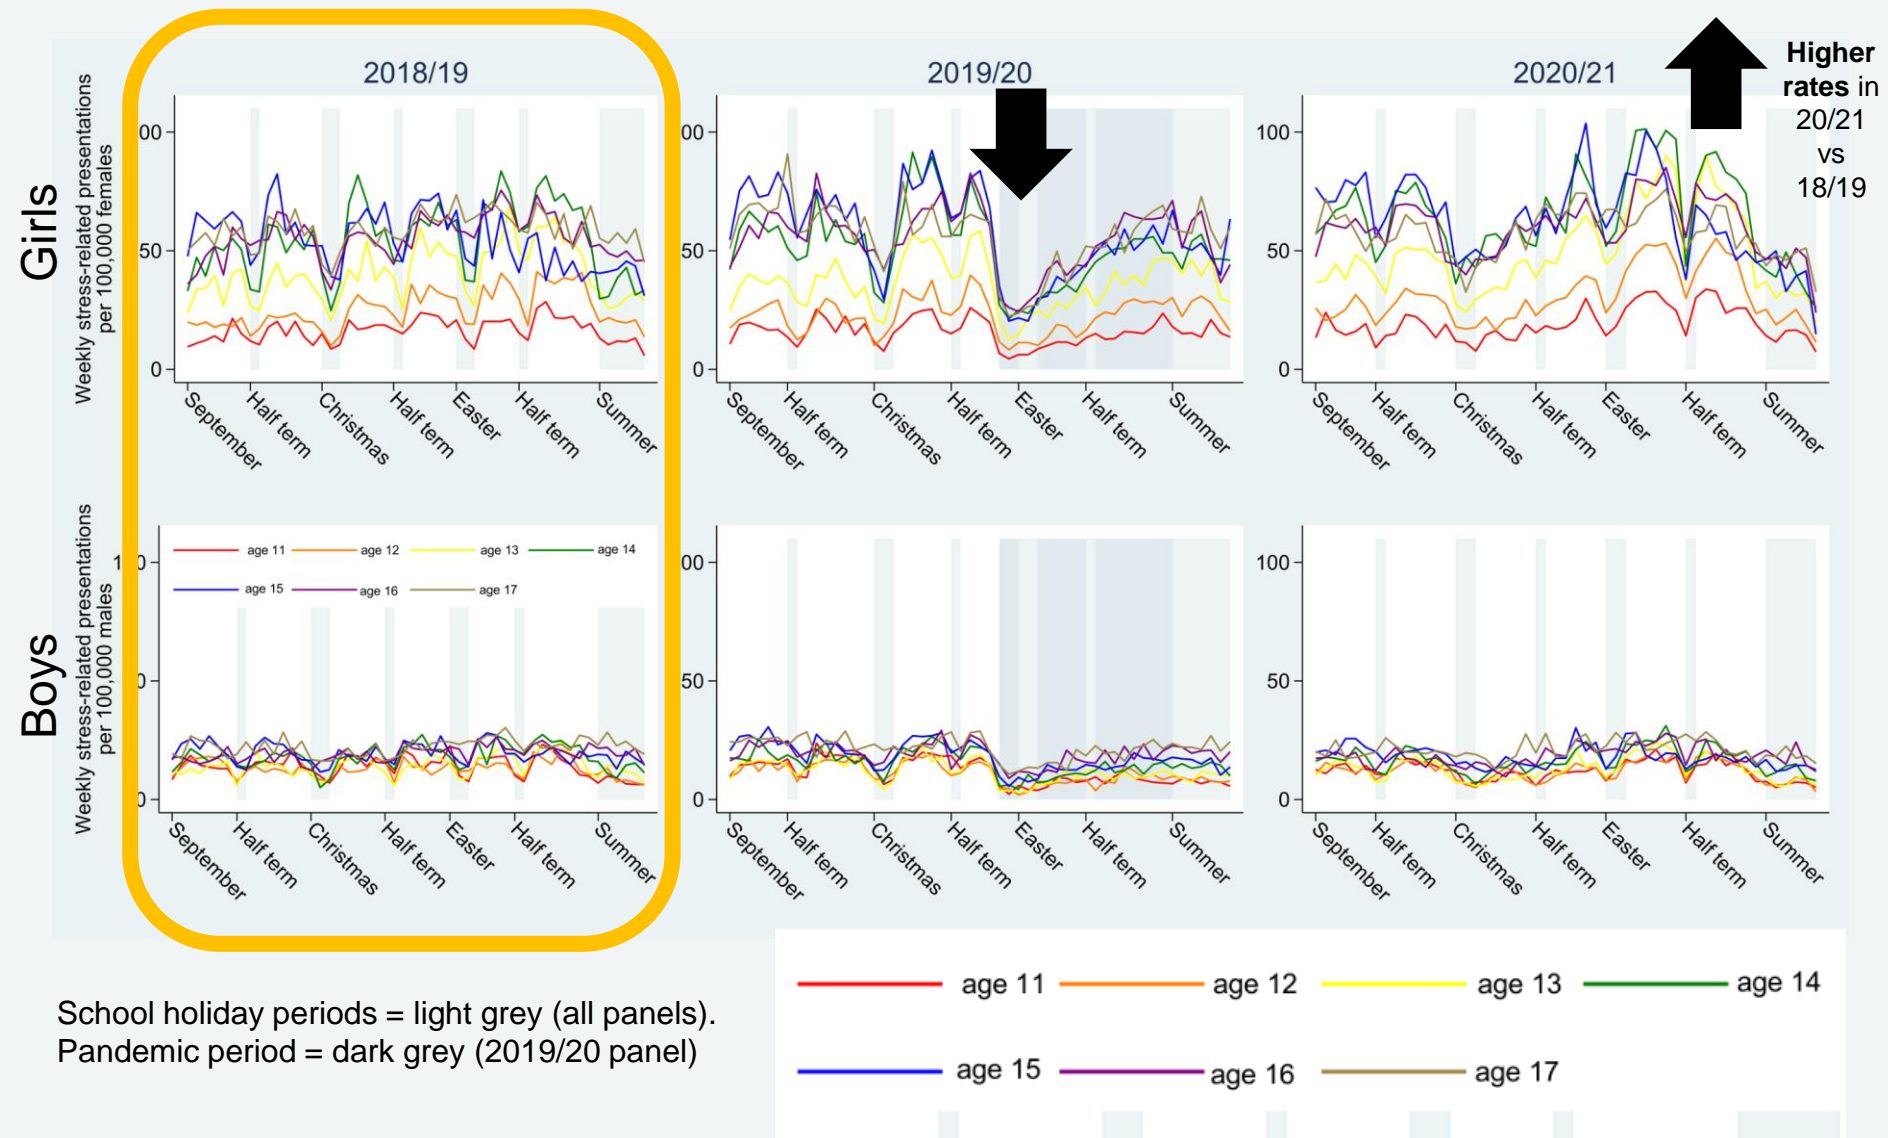 2018/19
2019/20
2020/21
Higher
rates in
20/21
vs
18/19
Girls
Weekly stress-related presentations
per 100,000 females
00
50
0
September
Half term
Christmas
Half term
Easter
Half term
Summer
00
50
0
September
Half term
Christmas
Half term
Easter
Half term
Summer
100
50
0
September
Half term
Christmas
Half term
Easter
Half term
Summer
Boys
Weekly stress-related presentations
per 100,000 males
1 0
0
0
age 11 age 12 age 13 age 14
age 15 age 16 age 17
September
Half term
Christmas
Half term
Easter
Half term
Summer
00
50
0
September
Half term
Christmas
Half term
Easter
Half term
Summer
100
50
0
September
Half term
Christmas
Half term
Easter
Half term
Summer
School holiday periods = light grey (all panels).
Pandemic period = dark grey (2019/20 panel)
age 11 age 12 age 13 age 14
age 15 age 16 age 17